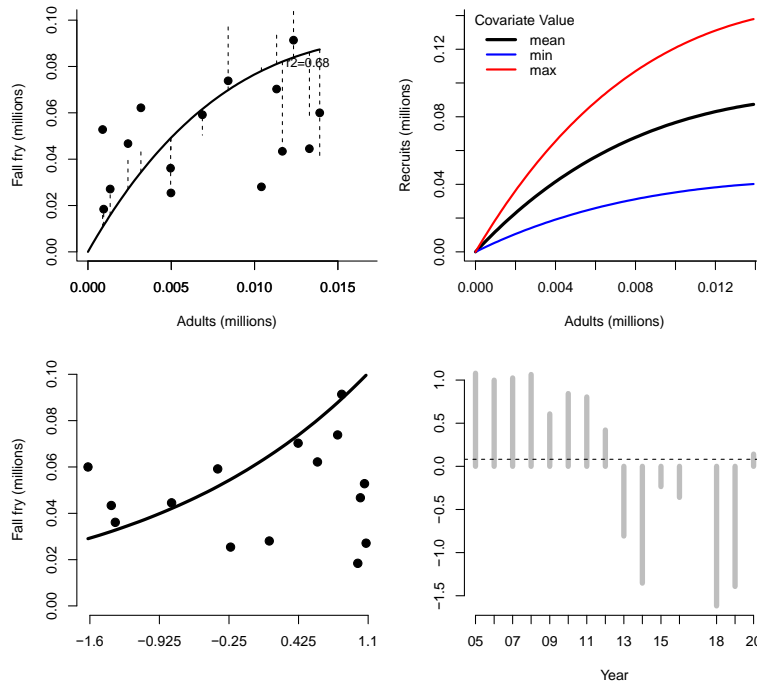 0.00 0.02 0.04 0.06 0.08 0.10
Fall fry (millions)
r2=0.68
0.000 0.005 0.010 0.015
Adults (millions)
0.00 0.04 0.08 0.12
Recruits (millions)
Covariate Value
mean
min
max
0.000 0.004 0.008 0.012
Adults (millions)
0.00 0.02 0.04 0.06 0.08 0.10
Fall fry (millions)
−1.6 −0.925 −0.25 0.425 1.1
−1.5 −1.0 −0.5 0.0 0.5 1.0
05 07 09 11 13 15 18 20
Year